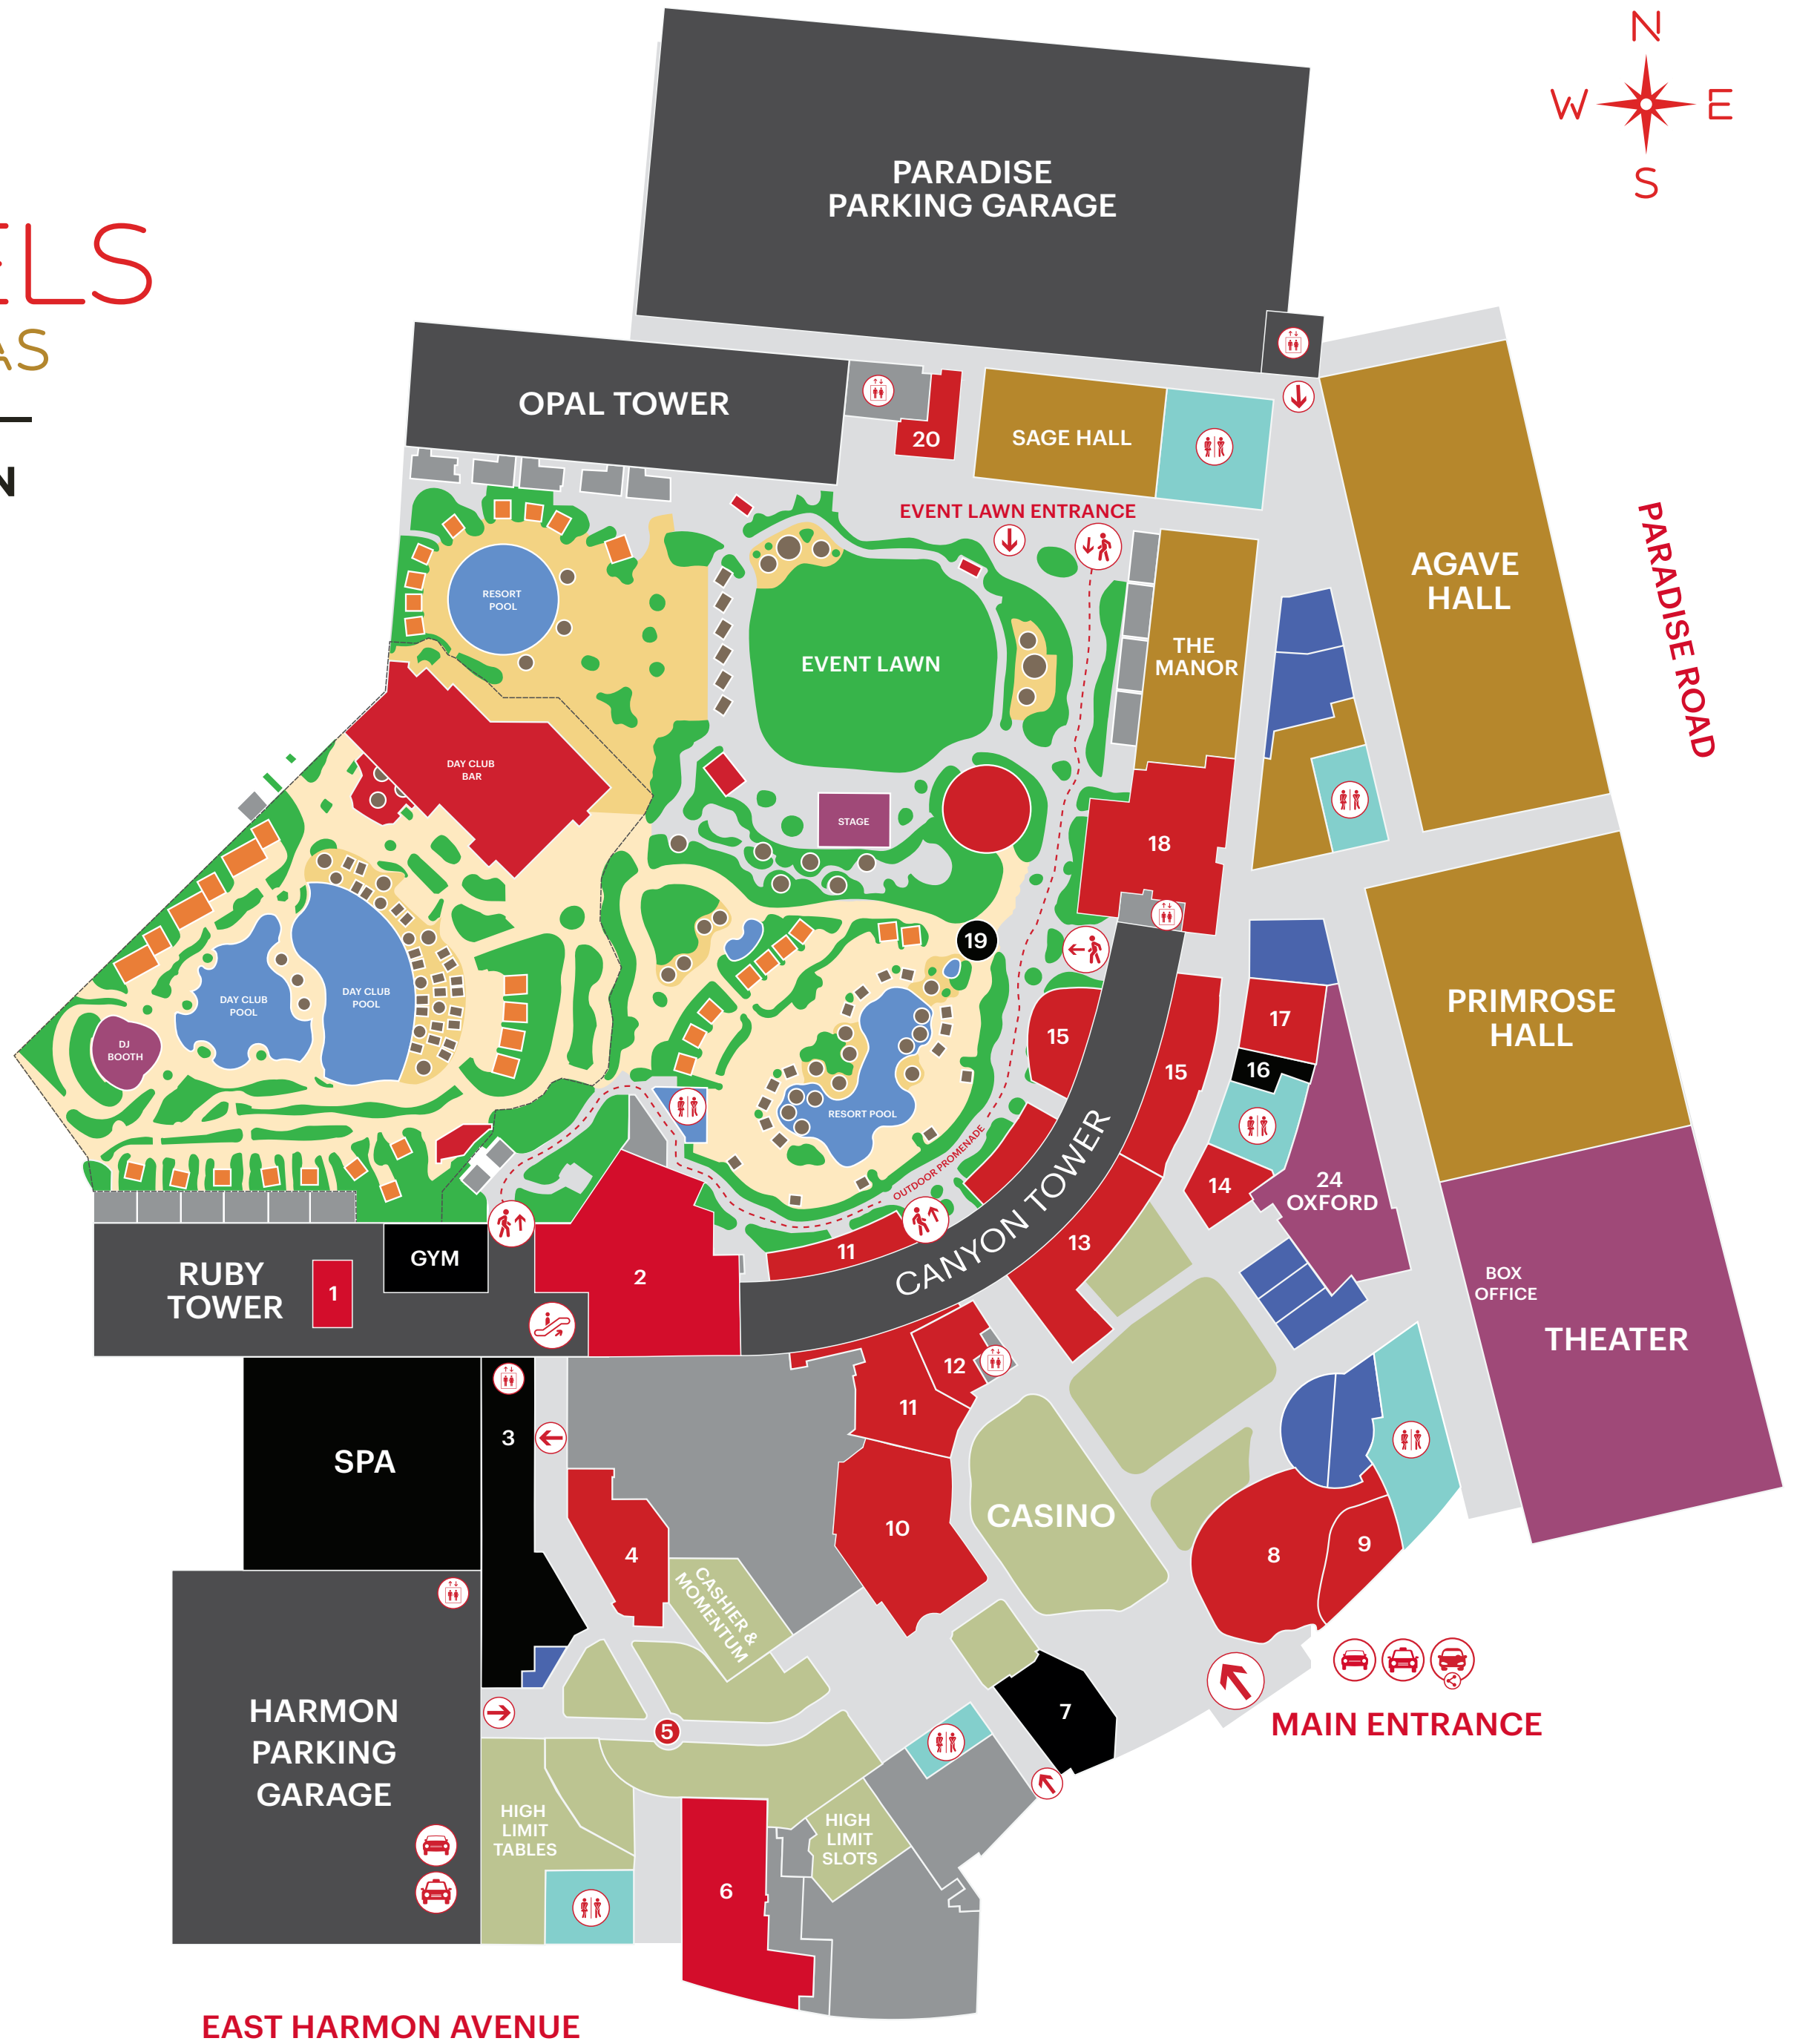 N
W E
S
ELS
AS
N
PARADISE
PARKING GARAGE
OPAL TOWER
20
SAGE HALL
EVENT LAWN ENTRANCE
AGAVE
HALL
PARADISE ROAD
RESORT
POOL
EVENT LAWN
THE
MANOR
DAY CLUB
BAR
STAGE
18
19
DAY CLUB
POOL
DAY CLUB
POOL
DJ
BOOTH
RESORT POOL
OUTDOOR PROMENADE
15
15
17
16
PRIMROSE
HALL
14
24
OXFORD
CANYON TOWER
11
13
RUBY
TOWER
1
GYM
2
BOX
OFFICE
THEATER
12
11
SPA
3
4
10
CASINO
8
9
CASHIER &
MOMENTUM
HARMON
PARKING
GARAGE
5
7
MAIN ENTRANCE
HIGH
LIMIT
TABLES
HIGH
LIMIT
SLOTS
6
EAST HARMON AVENUE